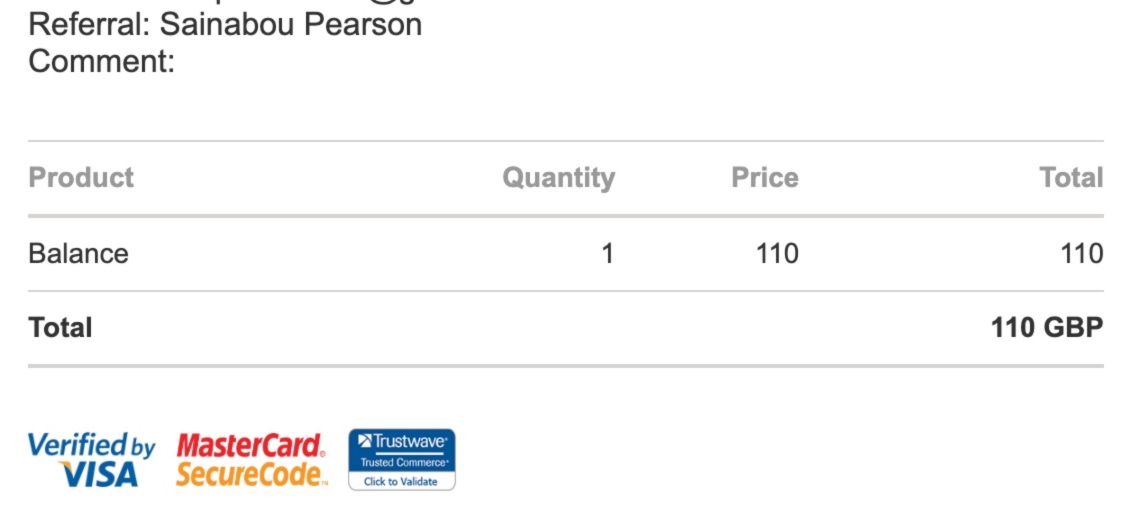 Referral: Sainabou Pearson
Comment:
Product Quantity Price Total
Balance 1 110 110
Total 110 GBP
Verified by VISA
MasterCard. SecureCode.
Trustwave
Trusted Commerce
Click to Validate